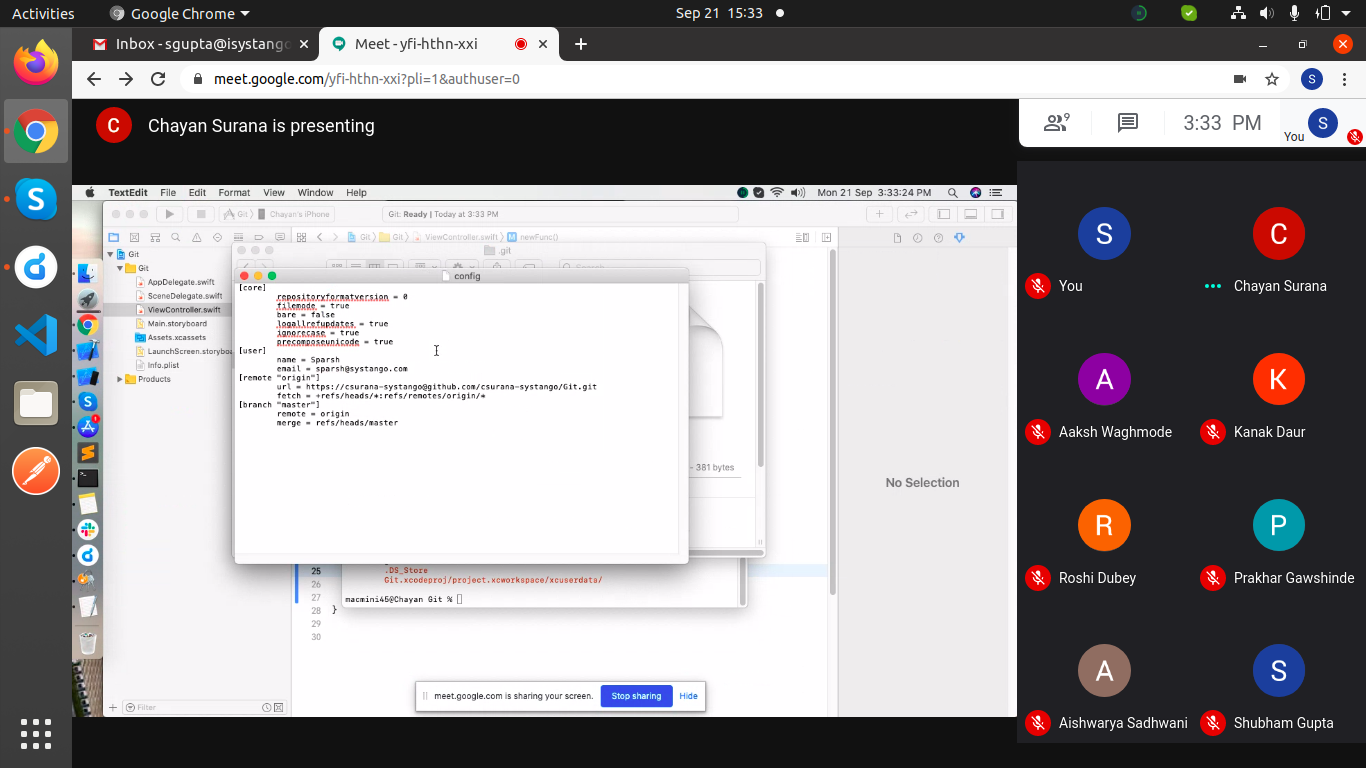 Activities
Google Chrome
Sep 21 15:33
Inbox - sgupta@isystango
Meet - yfi-hthn-xxi
meet.google.com/yfi-hthn-xxi?pli=1&authuser=0
S
C
Chayan Surana is presenting
9
3:33 PM
You
S
TextEdit File Edit Format View Window Help
Mon 21 Sep 3:33:24 PM
Git
Chayan's iPhone
Git: Ready | Today at 3:33 PM
Git Git ViewController.swift newFunc()
Git
Git
AppDelegate.swift
SceneDelegate.swift
ViewController.swift
Main.storyboard
Assets.xcassets
LaunchScreen.storyboa
Info.plist
Products
.git
Search
config
[core]
repositoryformatversion = 0
filemode = true
bare = false
logallrefupdates = true
ignorecase = true
precomposeunicode = true
[user]
name = Sparsh
email = sparsh@systango.com
[remote "origin"]
url = https://csurana-systango@github.com/csurana-systango/Git.git
fetch = +refs/heads/*:refs/remotes/origin/*
[branch "master"]
remote = origin
merge = refs/heads/master
- 381 bytes
No Selection
25
26
27
28 }
29
30
.DS_Store
Git.xcodeproj/project.xcworkspace/xcuserdata/
macmini45@Chayan Git %
Filter
meet.google.com is sharing your screen. Stop sharing Hide
S
You
C
Chayan Surana
A
Aaksh Waghmode
K
Kanak Daur
R
Roshi Dubey
P
Prakhar Gawshinde
A
Aishwarya Sadhwani
S
Shubham Gupta